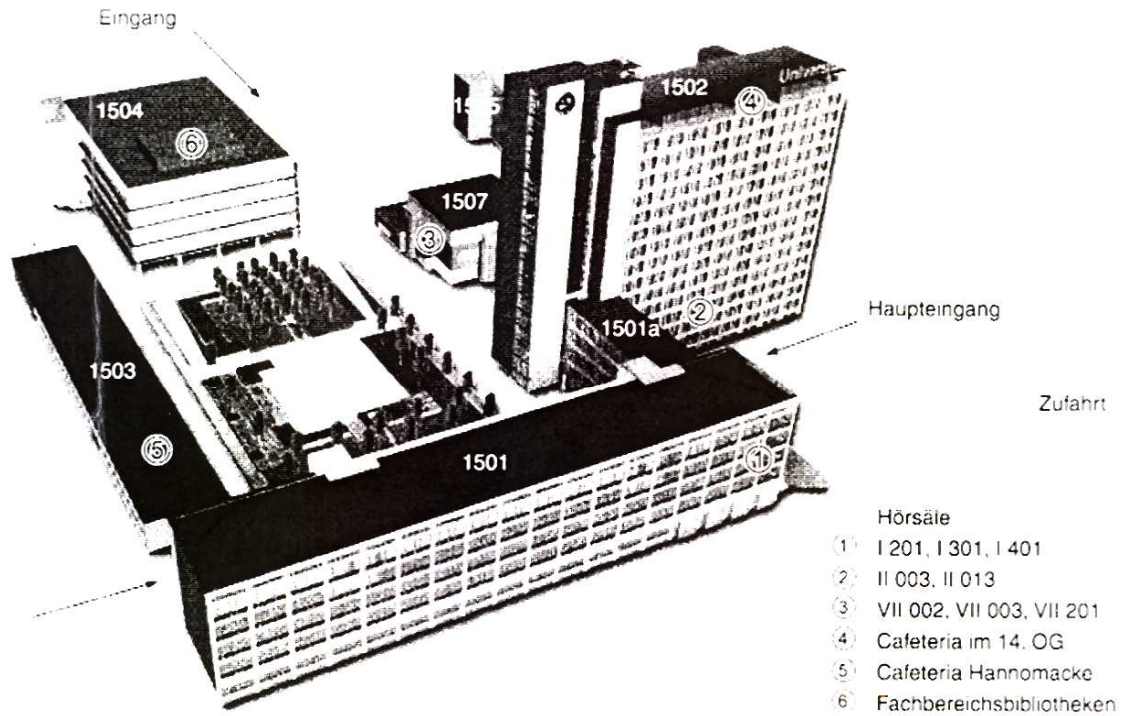 Eingang
1504
⑥
15
1502
Univers
④
1507
③
1501a
②
Haupteingang
1503
Zufahrt
⑤
1501
①
Hörsäle
① I 201, I 301, I 401
② II 003, II 013
③ VII 002, VII 003, VII 201
④ Cafeteria im 14. OG
⑤ Cafeteria Hannomacke
⑥ Fachbereichsbibliotheken